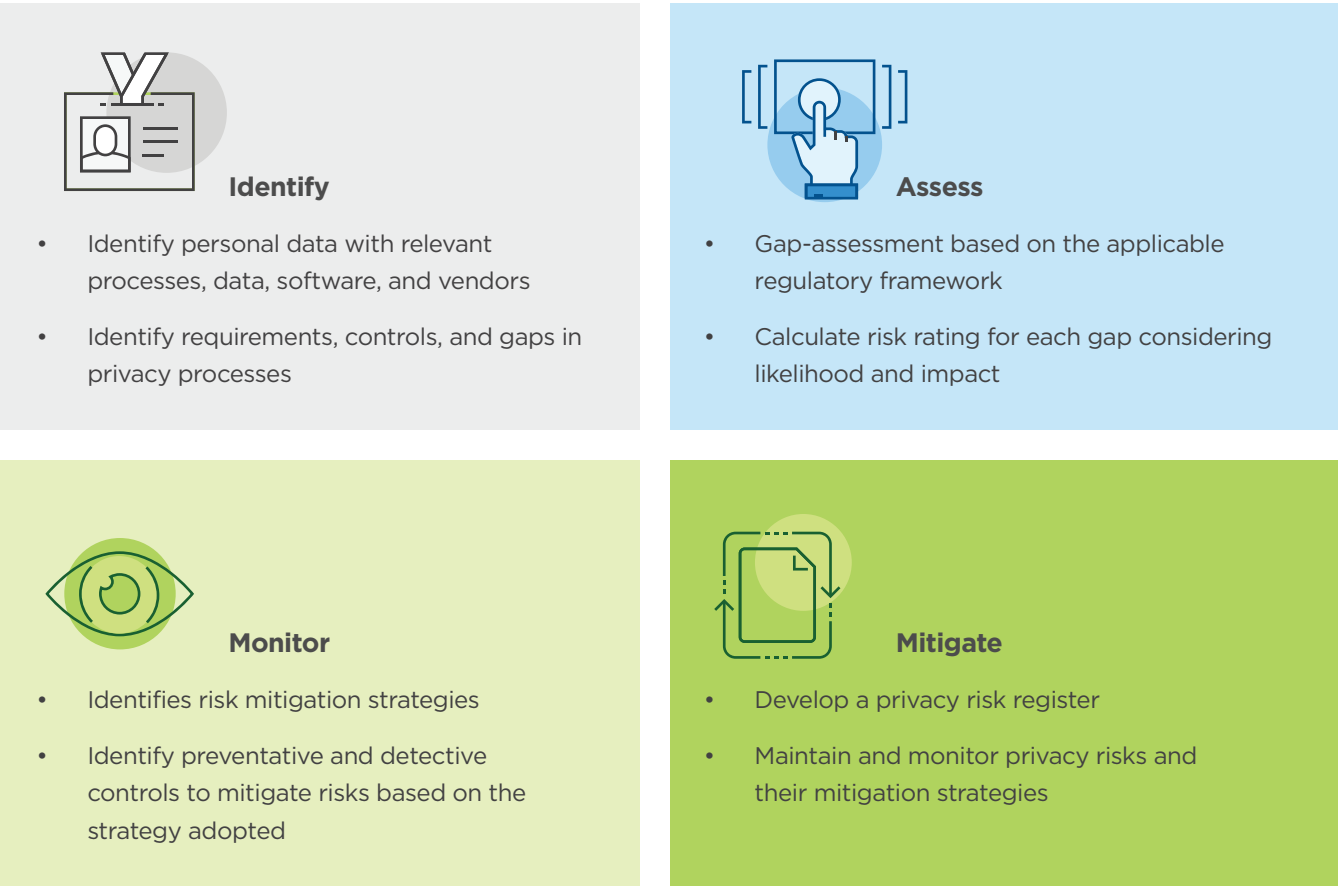 Identify
• Identify personal data with relevant
processes, data, software, and vendors
• Identify requirements, controls, and gaps in
privacy processes
Assess
• Gap-assessment based on the applicable
regulatory framework
• Calculate risk rating for each gap considering
likelihood and impact
Monitor
• Identifies risk mitigation strategies
• Identify preventative and detective
controls to mitigate risks based on the
strategy adopted
Mitigate
• Develop a privacy risk register
• Maintain and monitor privacy risks and
their mitigation strategies